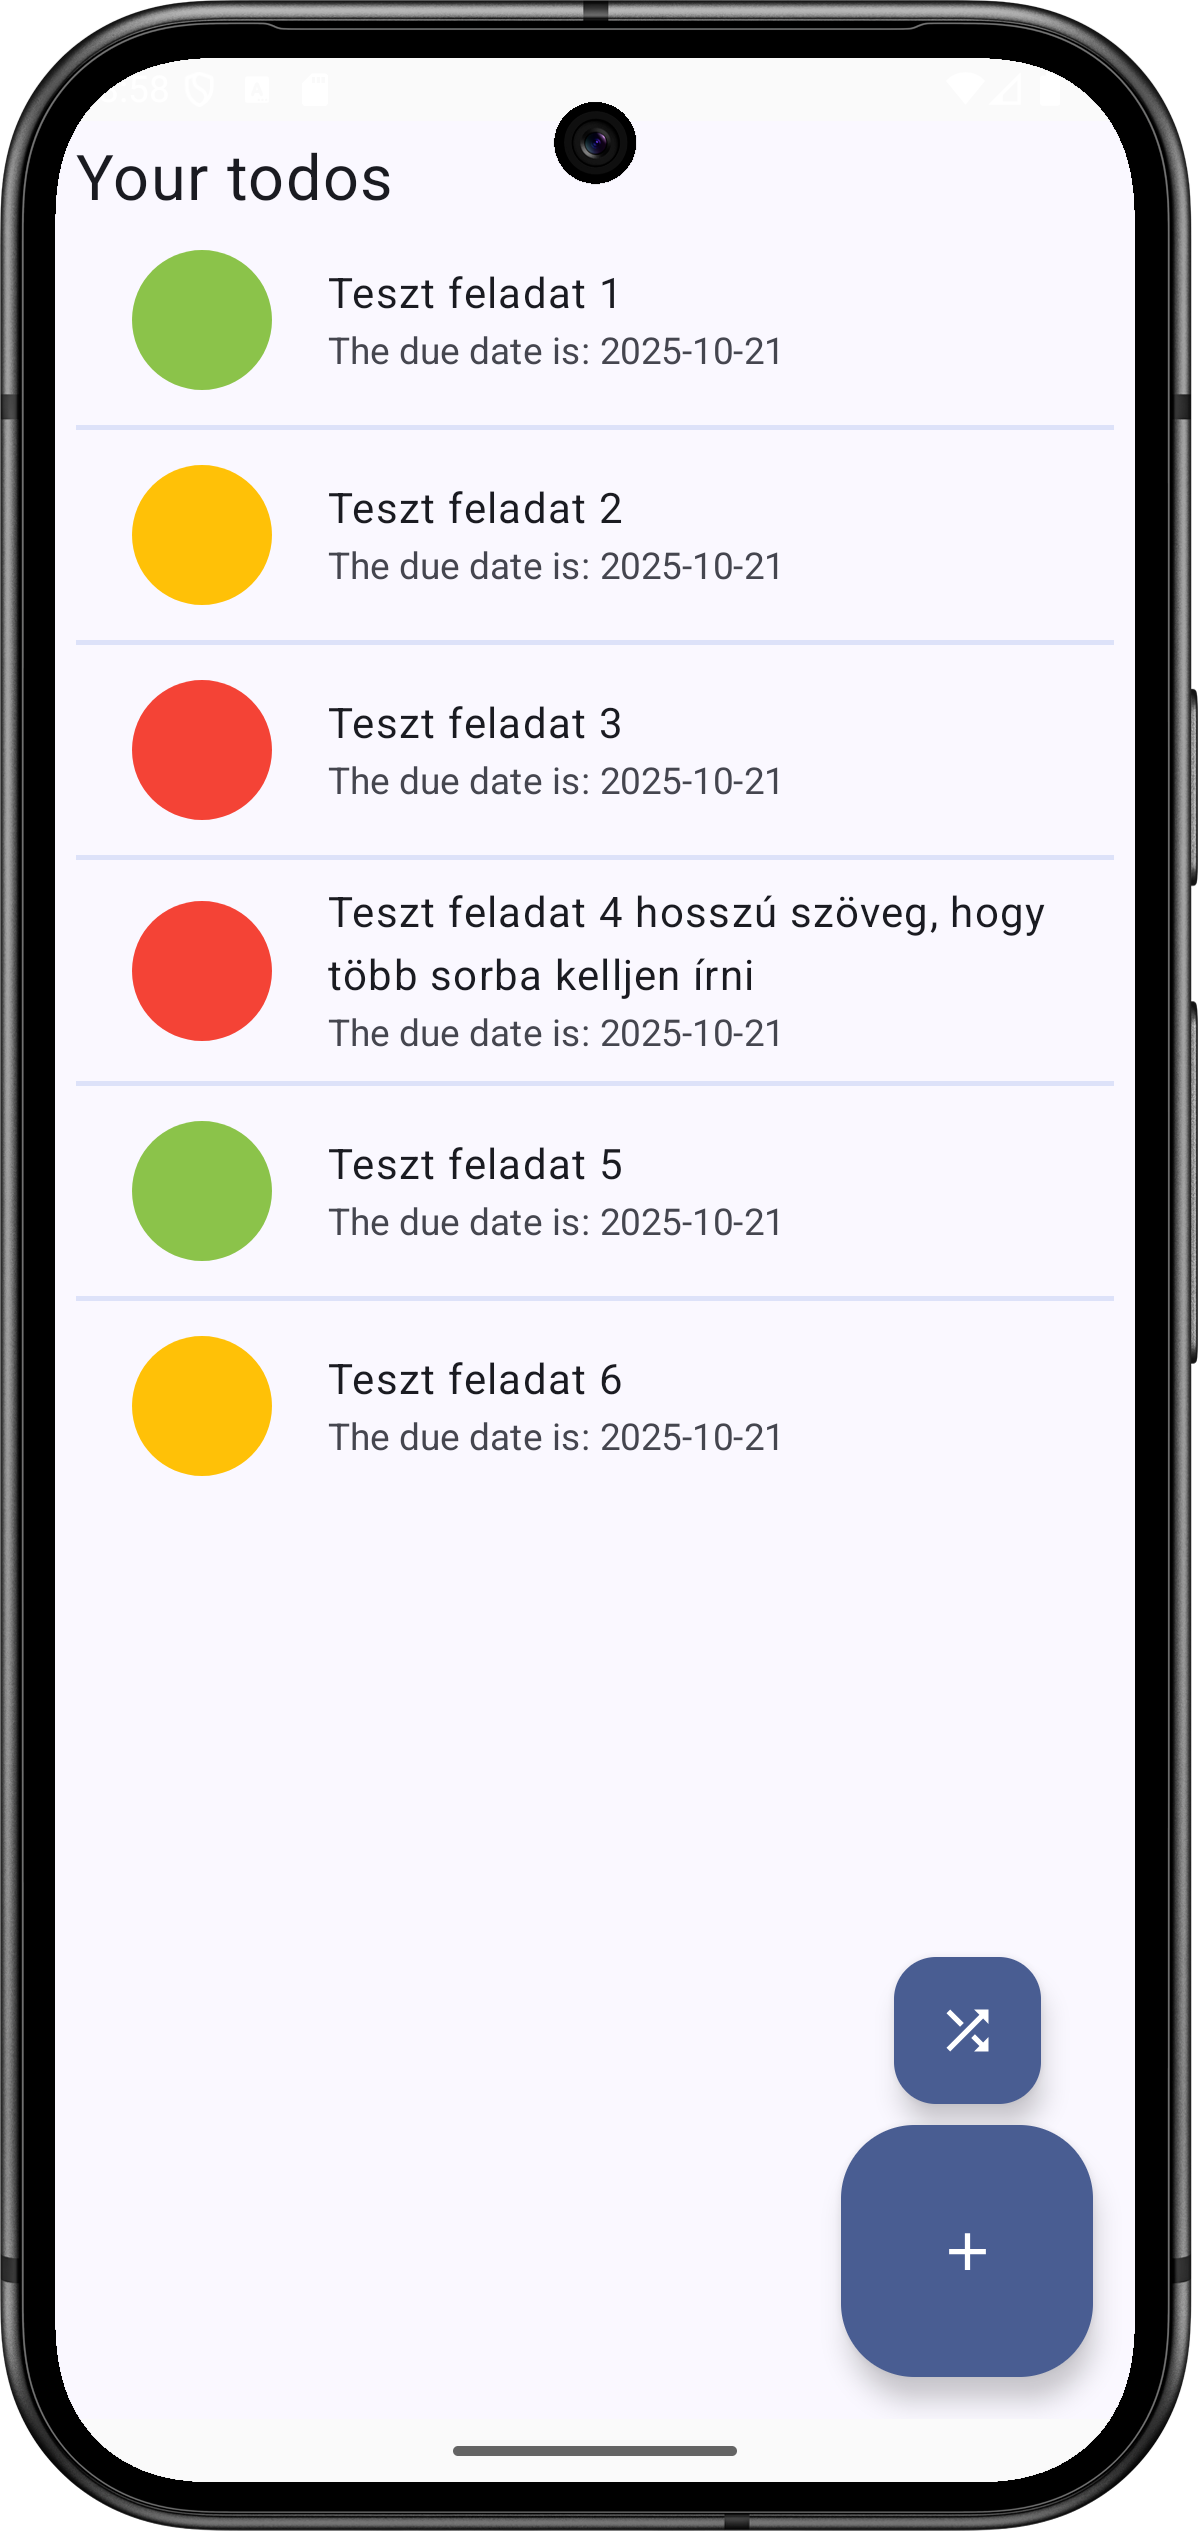 Your todos
Teszt feladat 1
The due date is: 2025-10-21
Teszt feladat 2
The due date is: 2025-10-21
Teszt feladat 3
The due date is: 2025-10-21
Teszt feladat 4 hosszú szöveg, hogy
több sorba kelljen írni
The due date is: 2025-10-21
Teszt feladat 5
The due date is: 2025-10-21
Teszt feladat 6
The due date is: 2025-10-21